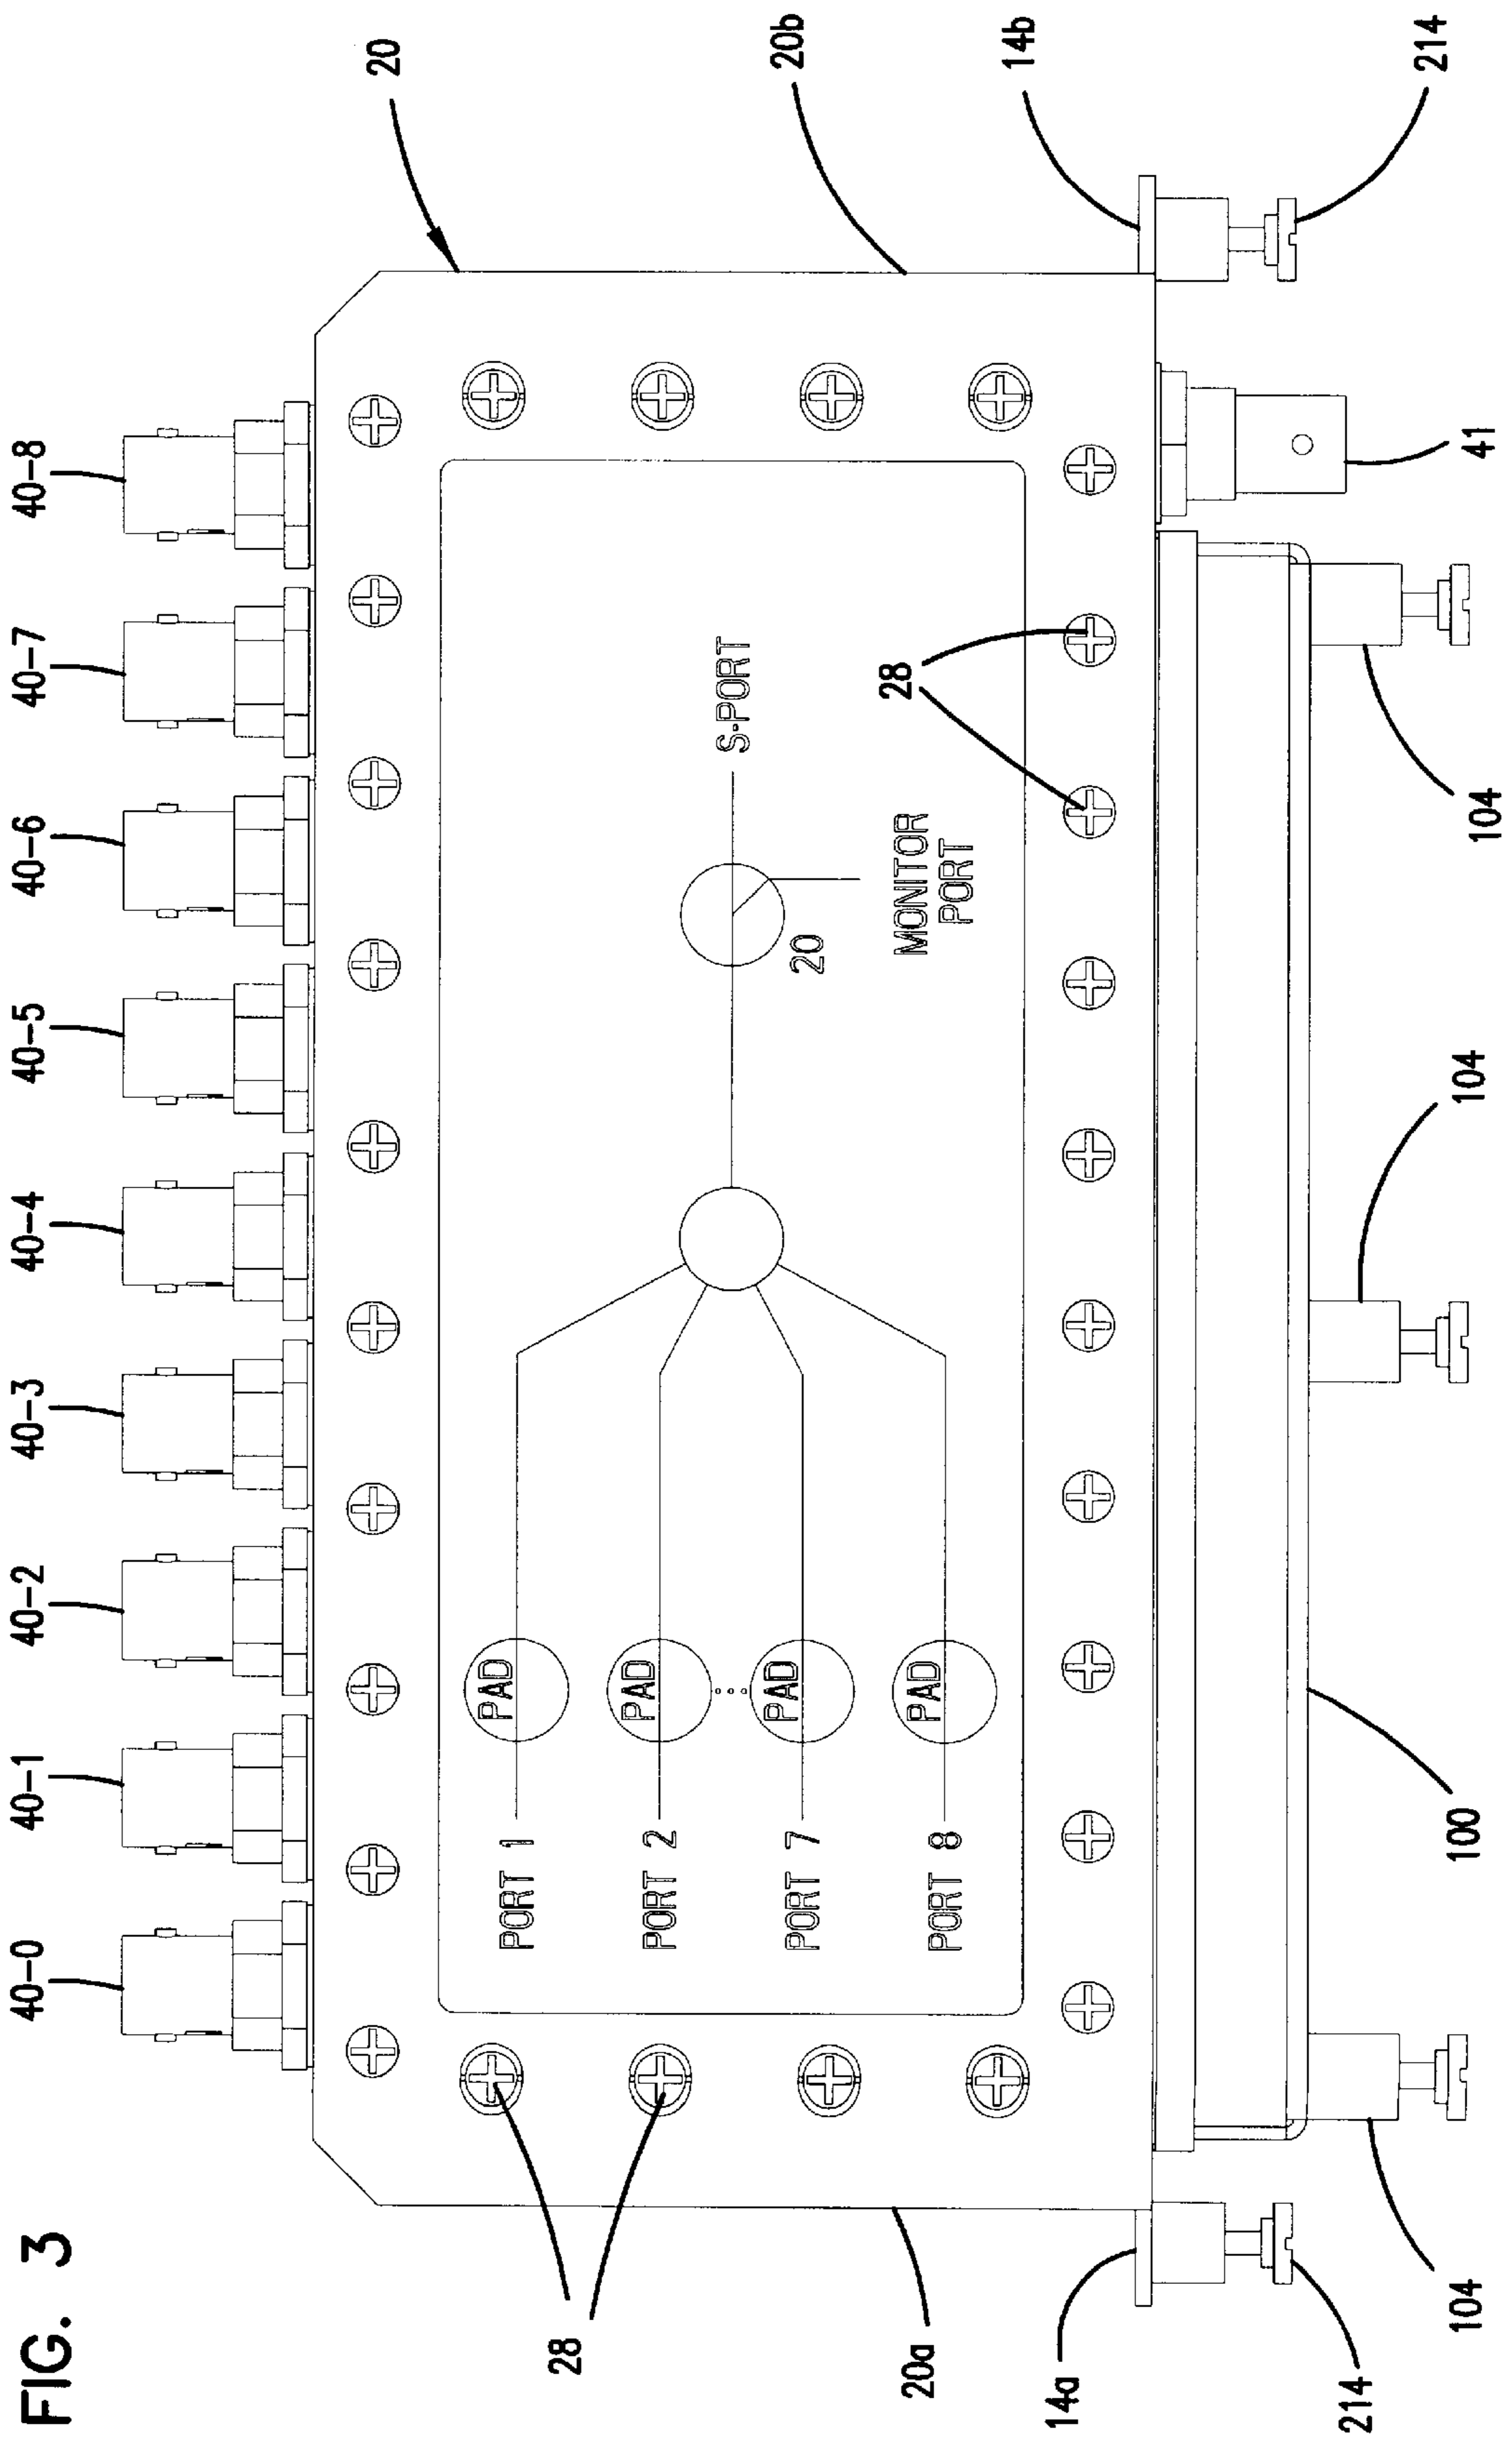 FIG. 3
40-0
40-1
40-2
40-3
40-4
40-5
40-6
40-7
40-8
20
20b
14b
214
28
20a
14a
214
PORT 1
PAD
PORT 2
PAD
PORT 7
PAD
PORT 8
PAD
20
S-PORT
MONITOR
PORT
28
104
100
104
104
41